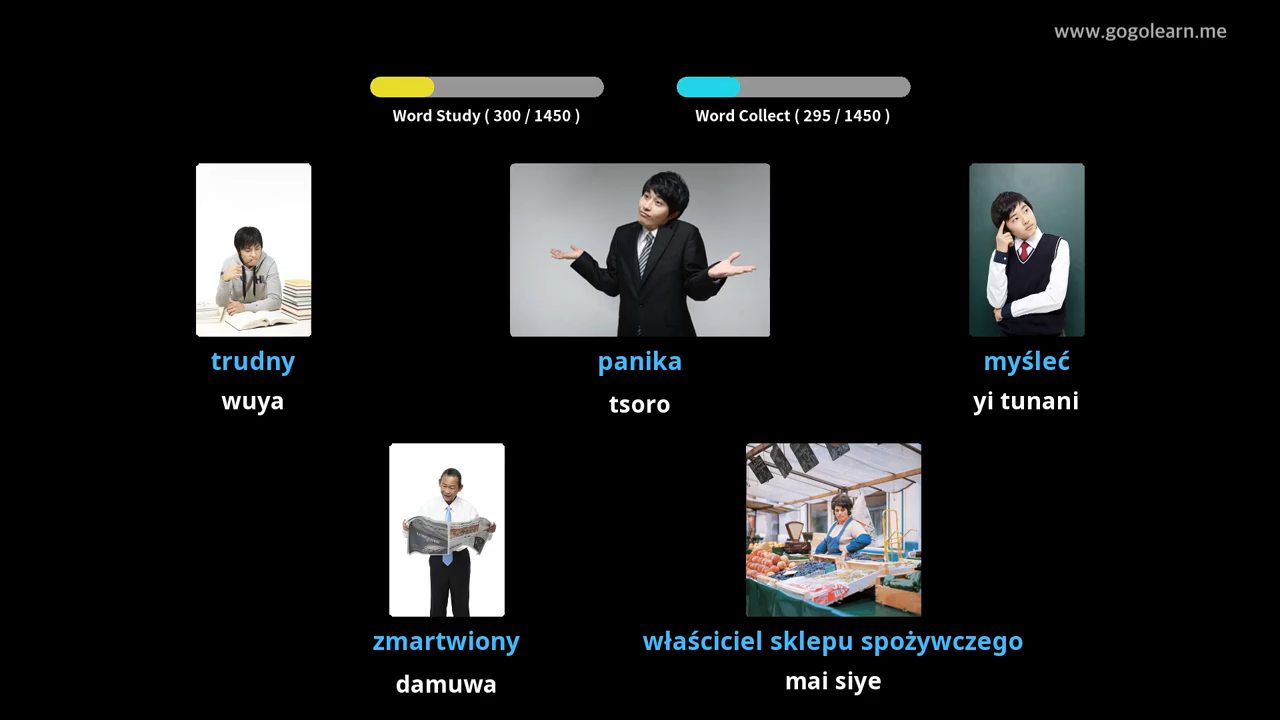 www.gogolearn.me
Word Study ( 300 / 1450 )
Word Collect ( 295 / 1450 )
trudny
panika
myśleć
wuya
tsoro
yi tunani
zmartwiony
właściciel sklepu spożywczego
damuwa
mai siye